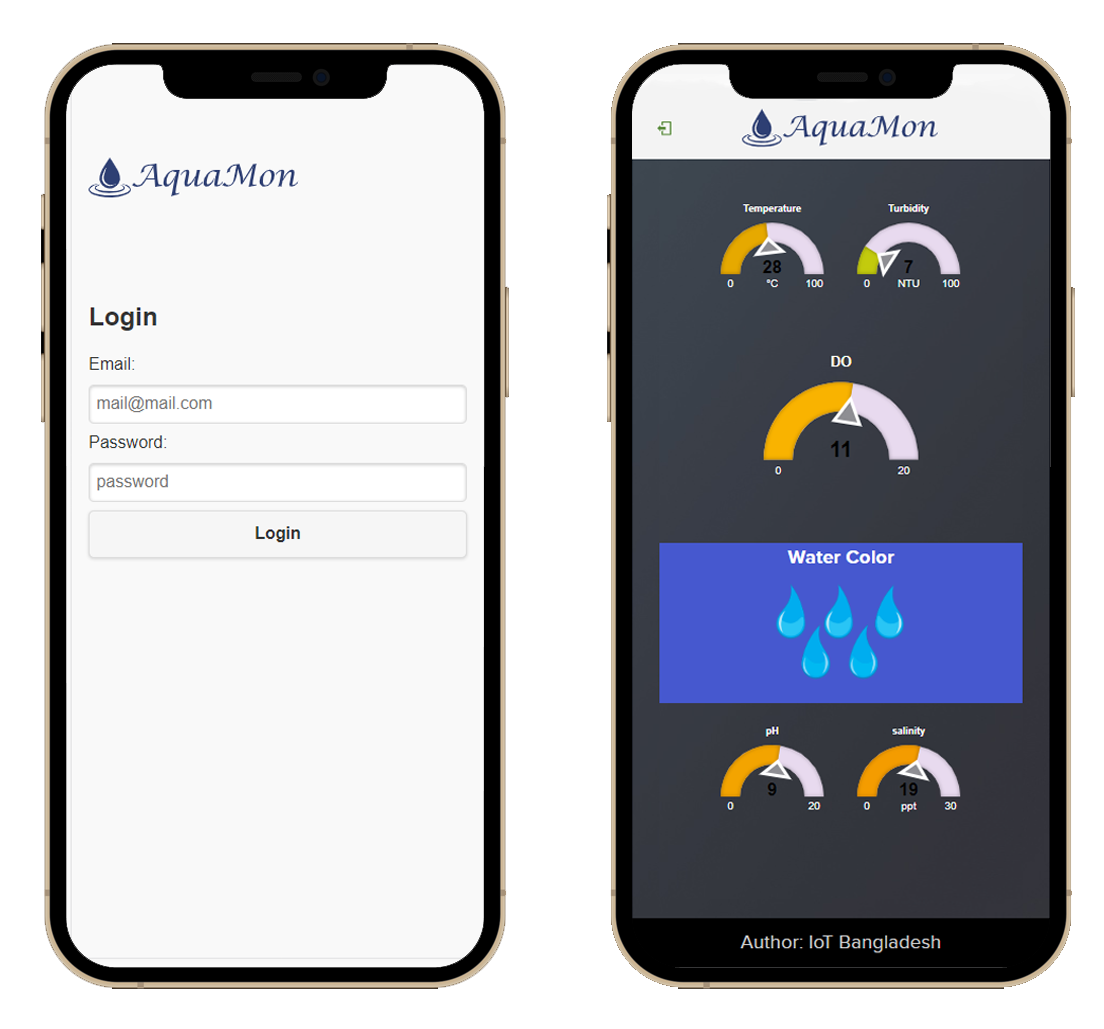 AquaMon
Login
Email:
mail@mail.com
Password:
password
Login
AquaMon
Temperature
28
0 °C 100
Turbidity
7
0 NTU 100
DO
11
0 20
Water Color
pH
9
0 20
salinity
19
0 ppt 30
Author: IoT Bangladesh